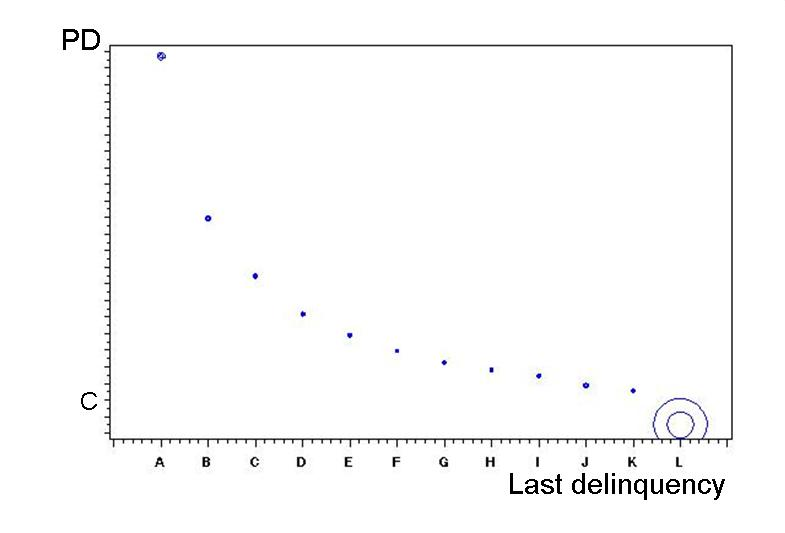 PD
C
A B C D E F G H I J K L
Last delinquency